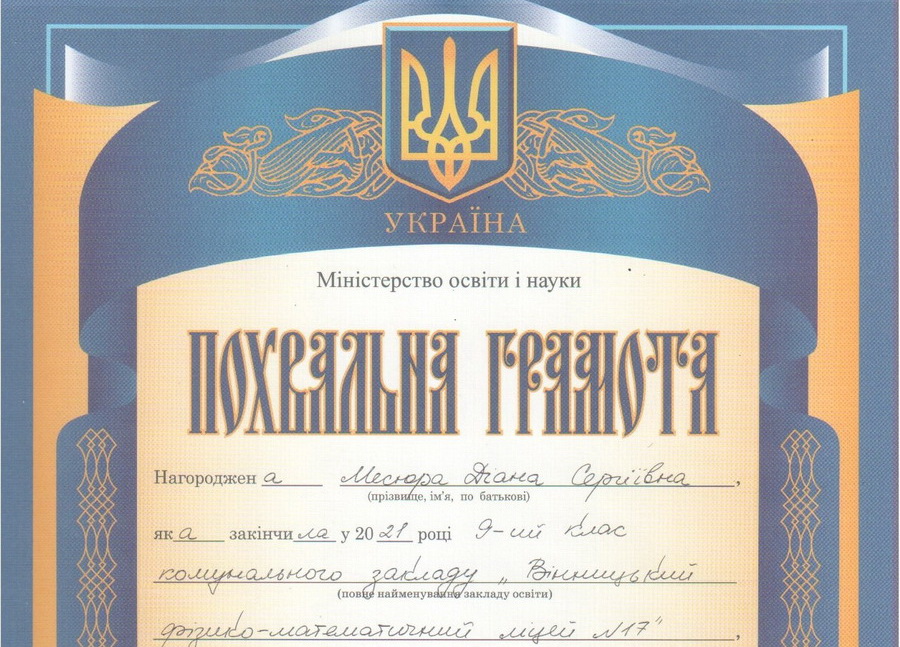 УКРАЇНА
Міністерство освіти і науки
ПОХВАЛЬНА ГРАМОТА
Нагороджен а Месюра Діана Сергіївна,
(прізвище, ім'я, по батькові)
як а закінчи ла у 20 21 році 9-ий клас
комунального закладу „Вінницький
(повне найменування закладу освіти)
фізико-математичний ліцей №17",